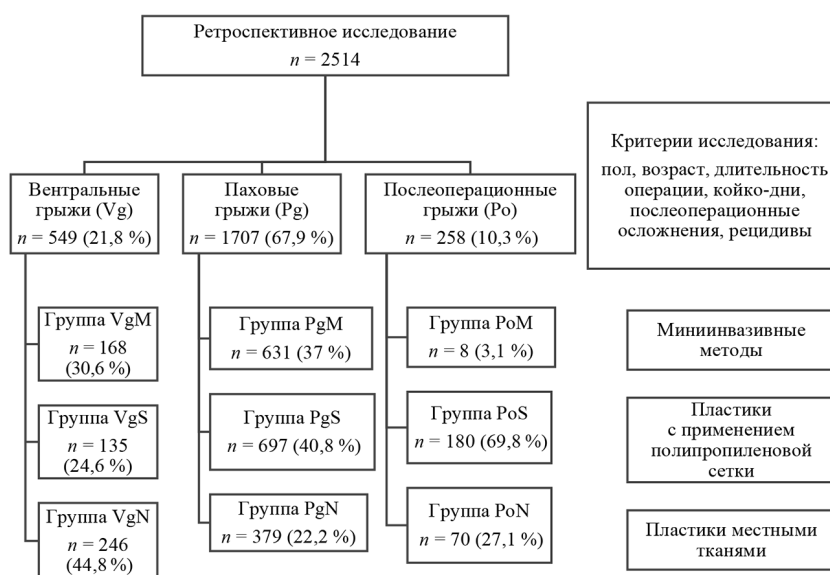 Ретроспективное исследование
n = 2514
Вентральные
грыжи (Vg)
n = 549 (21,8 %)
Паховые
грыжи (Pg)
n = 1707 (67,9 %)
Послеоперационные
грыжи (Po)
n = 258 (10,3 %)
Критерии исследования:
пол, возраст, длительность
операции, койко-дни,
послеоперационные
осложнения, рецидивы
Группа VgM
n = 168
(30,6 %)
Группа PgM
n = 631 (37 %)
Группа PoM
n = 8 (3,1 %)
Миниинвазивные
методы
Группа VgS
n = 135
(24,6 %)
Группа PgS
n = 697 (40,8 %)
Группа PoS
n = 180 (69,8 %)
Пластики
с применением
полипропиленовой
сетки
Группа VgN
n = 246
(44,8 %)
Группа PgN
n = 379 (22,2 %)
Группа PoN
n = 70 (27,1 %)
Пластики местными
тканями